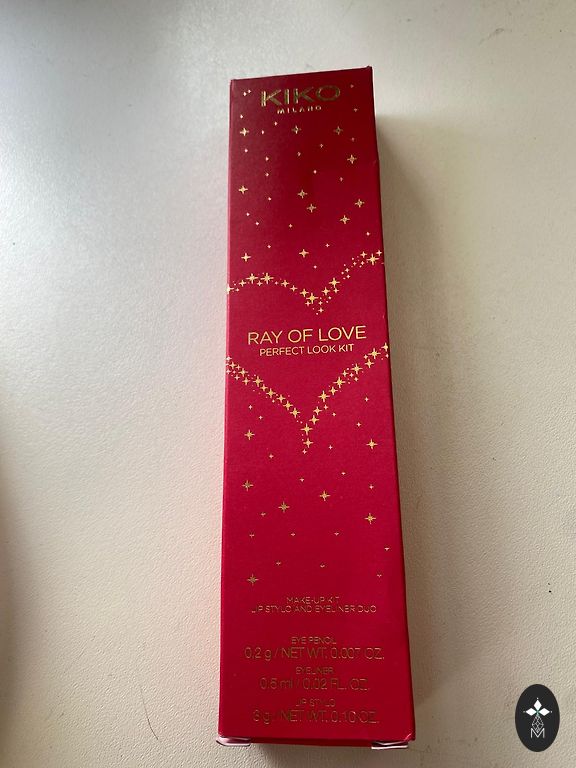 KIKO
MILANO
RAY OF LOVE
PERFECT LOOK KIT
MAKE-UP KIT
LIP STYLO AND EYELINER DUO
EYE PENCIL
0.2 g / NET WT. 0.007 OZ.
EYELINER
0.5 ml / 0.02 FL. OZ.
LIP STYLO
3 g / NET WT. 0.10 OZ.
M